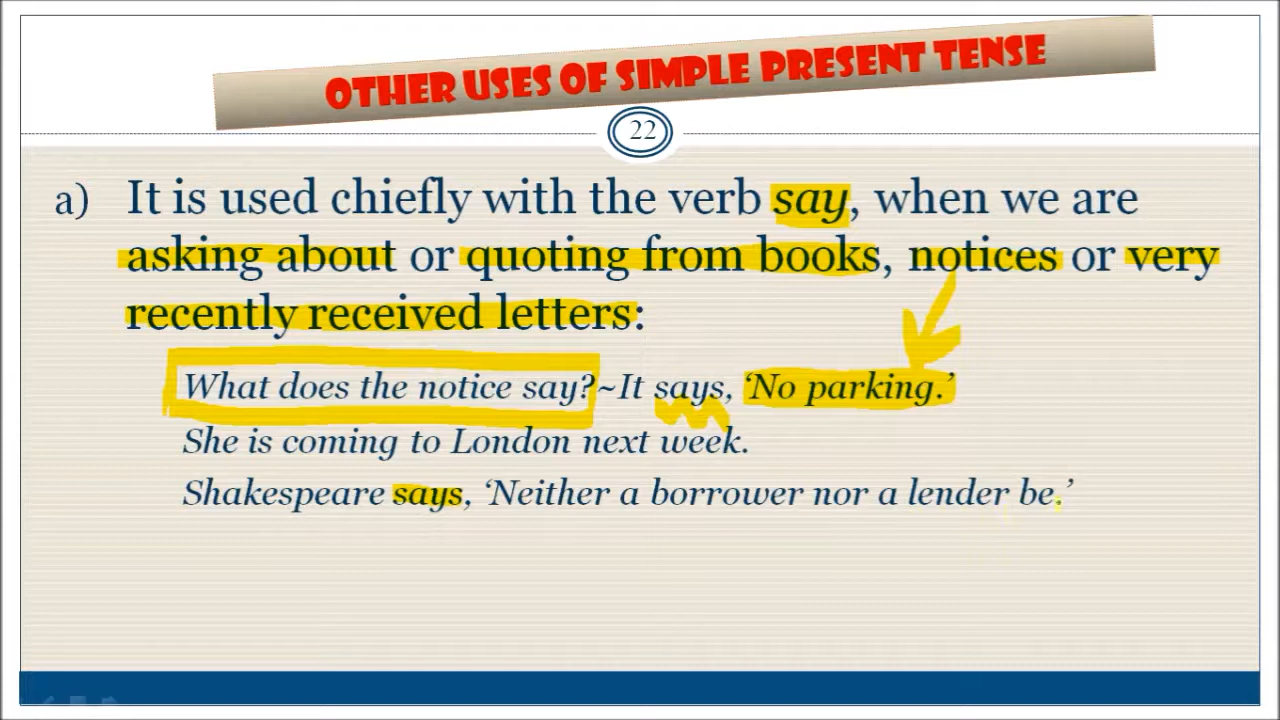 OTHER USES OF SIMPLE PRESENT TENSE
22
a) It is used chiefly with the verb say, when we are
asking about or quoting from books, notices or very
recently received letters:
What does the notice say?~It says, ‘No parking.’
She is coming to London next week.
Shakespeare says, ‘Neither a borrower nor a lender be.’